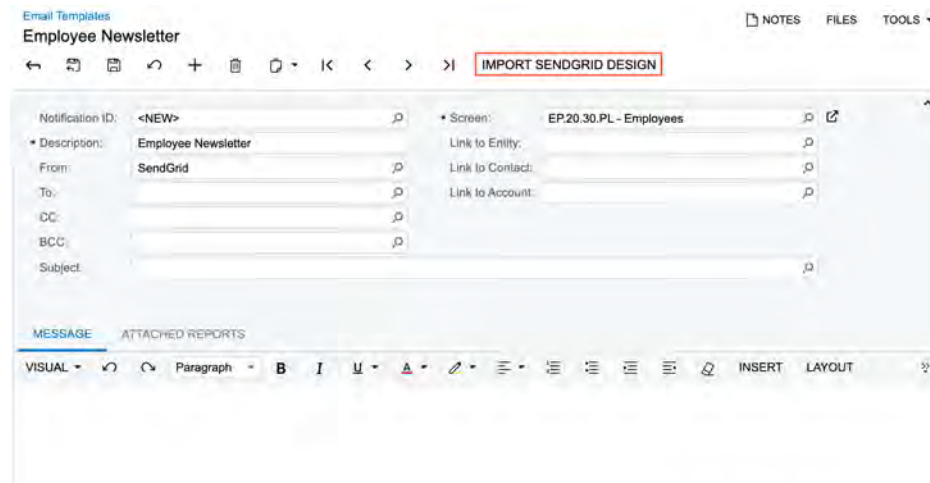 Email Templates
NOTES FILES TOOLS
Employee Newsletter
IMPORT SENDGRID DESIGN
Notification ID: <NEW>
* Screen: EP.20.30.PL - Employees
* Description: Employee Newsletter
Link to Entity:
From: SendGrid
Link to Contact:
To:
Link to Account:
CC:
BCC:
Subject:
MESSAGE ATTACHED REPORTS
VISUAL Paragraph B I U A INSERT LAYOUT